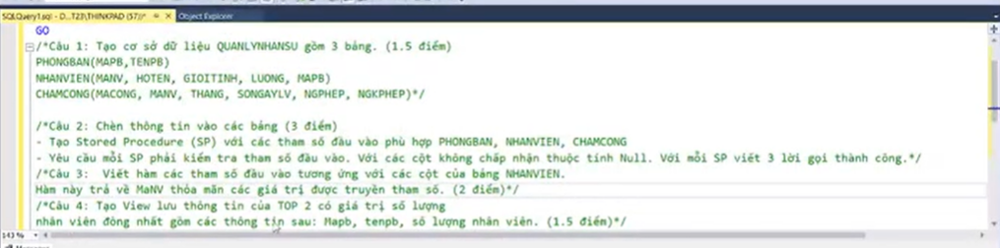 SQLQuery1.sql - D...T23\THINKPAD (57))* Object Explorer
GO
/*Câu 1: Tạo cơ sở dữ liệu QUANLYNHANSU gồm 3 bảng. (1.5 điểm)
PHONGBAN(MAPB,TENPB)
NHANVIEN(MANV, HOTEN, GIOITINH, LUONG, MAPB)
CHAMCONG(MACONG, MANV, THANG, SONGAYLV, NGPHEP, NGKPHEP)*/
/*Câu 2: Chèn thông tin vào các bảng (3 điểm)
- Tạo Stored Procedure (SP) với các tham số đầu vào phù hợp PHONGBAN, NHANVIEN, CHAMCONG
- Yêu cầu mỗi SP phải kiểm tra tham số đầu vào. Với các cột không chấp nhận thuộc tính Null. Với mỗi SP viết 3 lời gọi thành công.*/
/*Câu 3: Viết hàm các tham số đầu vào tương ứng với các cột của bảng NHANVIEN.
Hàm này trả về MaNV thỏa mãn các giá trị được truyền tham số. (2 điểm)*/
/*Câu 4: Tạo View lưu thông tin của TOP 2 có giá trị số lượng
nhân viên đông nhất gồm các thông tin sau: Mapb, tenpb, số lượng nhân viên. (1.5 điểm)*/
143 %